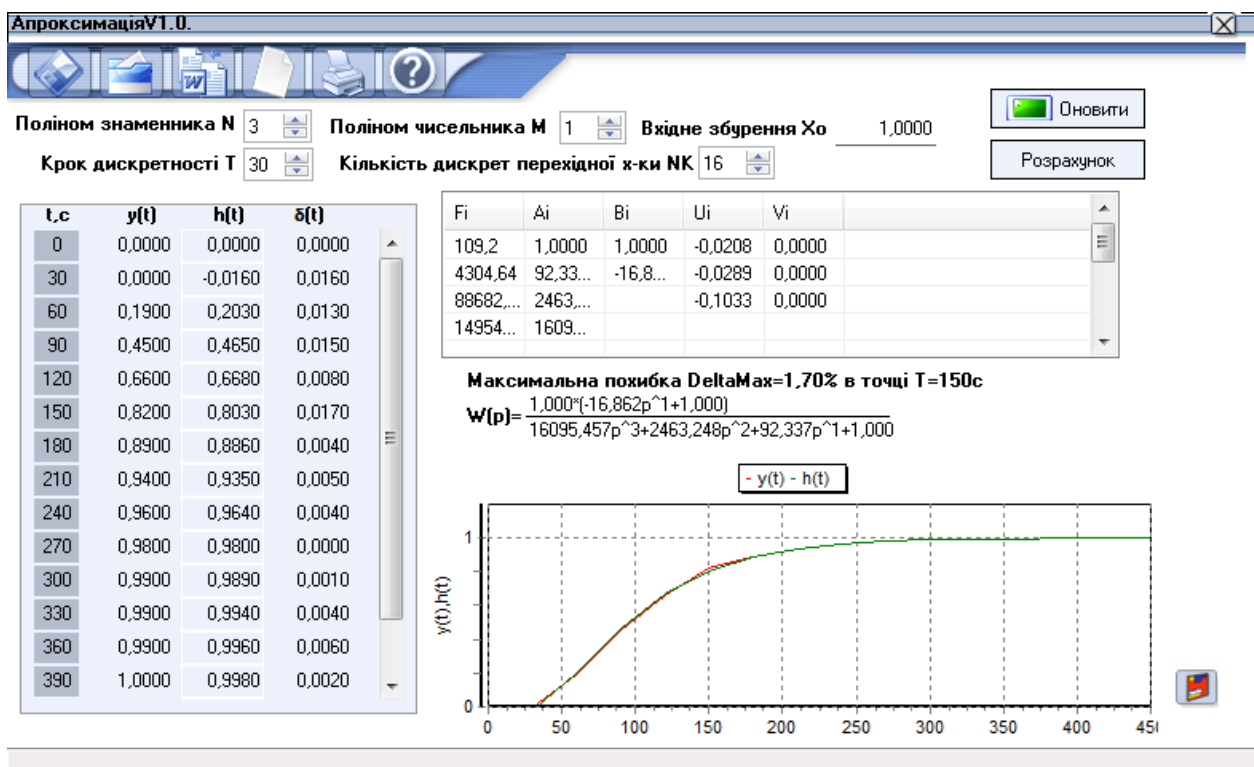 АпроксимаціяV1.0.
Поліном знаменника N 3 Поліном чисельника M 1 Вхідне збурення Xo 1,0000 Оновити
Крок дискретності T 30 Кількість дискрет перехідної х-ки NK 16 Розрахунок
t,c y(t) h(t) δ(t)
0 0,0000 0,0000 0,0000
30 0,0000 -0,0160 0,0160
60 0,1900 0,2030 0,0130
90 0,4500 0,4650 0,0150
120 0,6600 0,6680 0,0080
150 0,8200 0,8030 0,0170
180 0,8900 0,8860 0,0040
210 0,9400 0,9350 0,0050
240 0,9600 0,9640 0,0040
270 0,9800 0,9800 0,0000
300 0,9900 0,9890 0,0010
330 0,9900 0,9940 0,0040
360 0,9900 0,9960 0,0060
390 1,0000 0,9980 0,0020
Fi Ai Bi Ui Vi
109,2 1,0000 1,0000 -0,0208 0,0000
4304,64 92,33... -16,8... -0,0289 0,0000
88682,... 2463,... -0,1033 0,0000
14954... 1609...
Максимальна похибка DeltaMax=1,70% в точці T=150c
W(p)= 1,000*(-16,862p^1+1,000)
16095,457p^3+2463,248p^2+92,337p^1+1,000
- y(t) - h(t)
y(t),h(t)
1
0
0 50 100 150 200 250 300 350 400 450